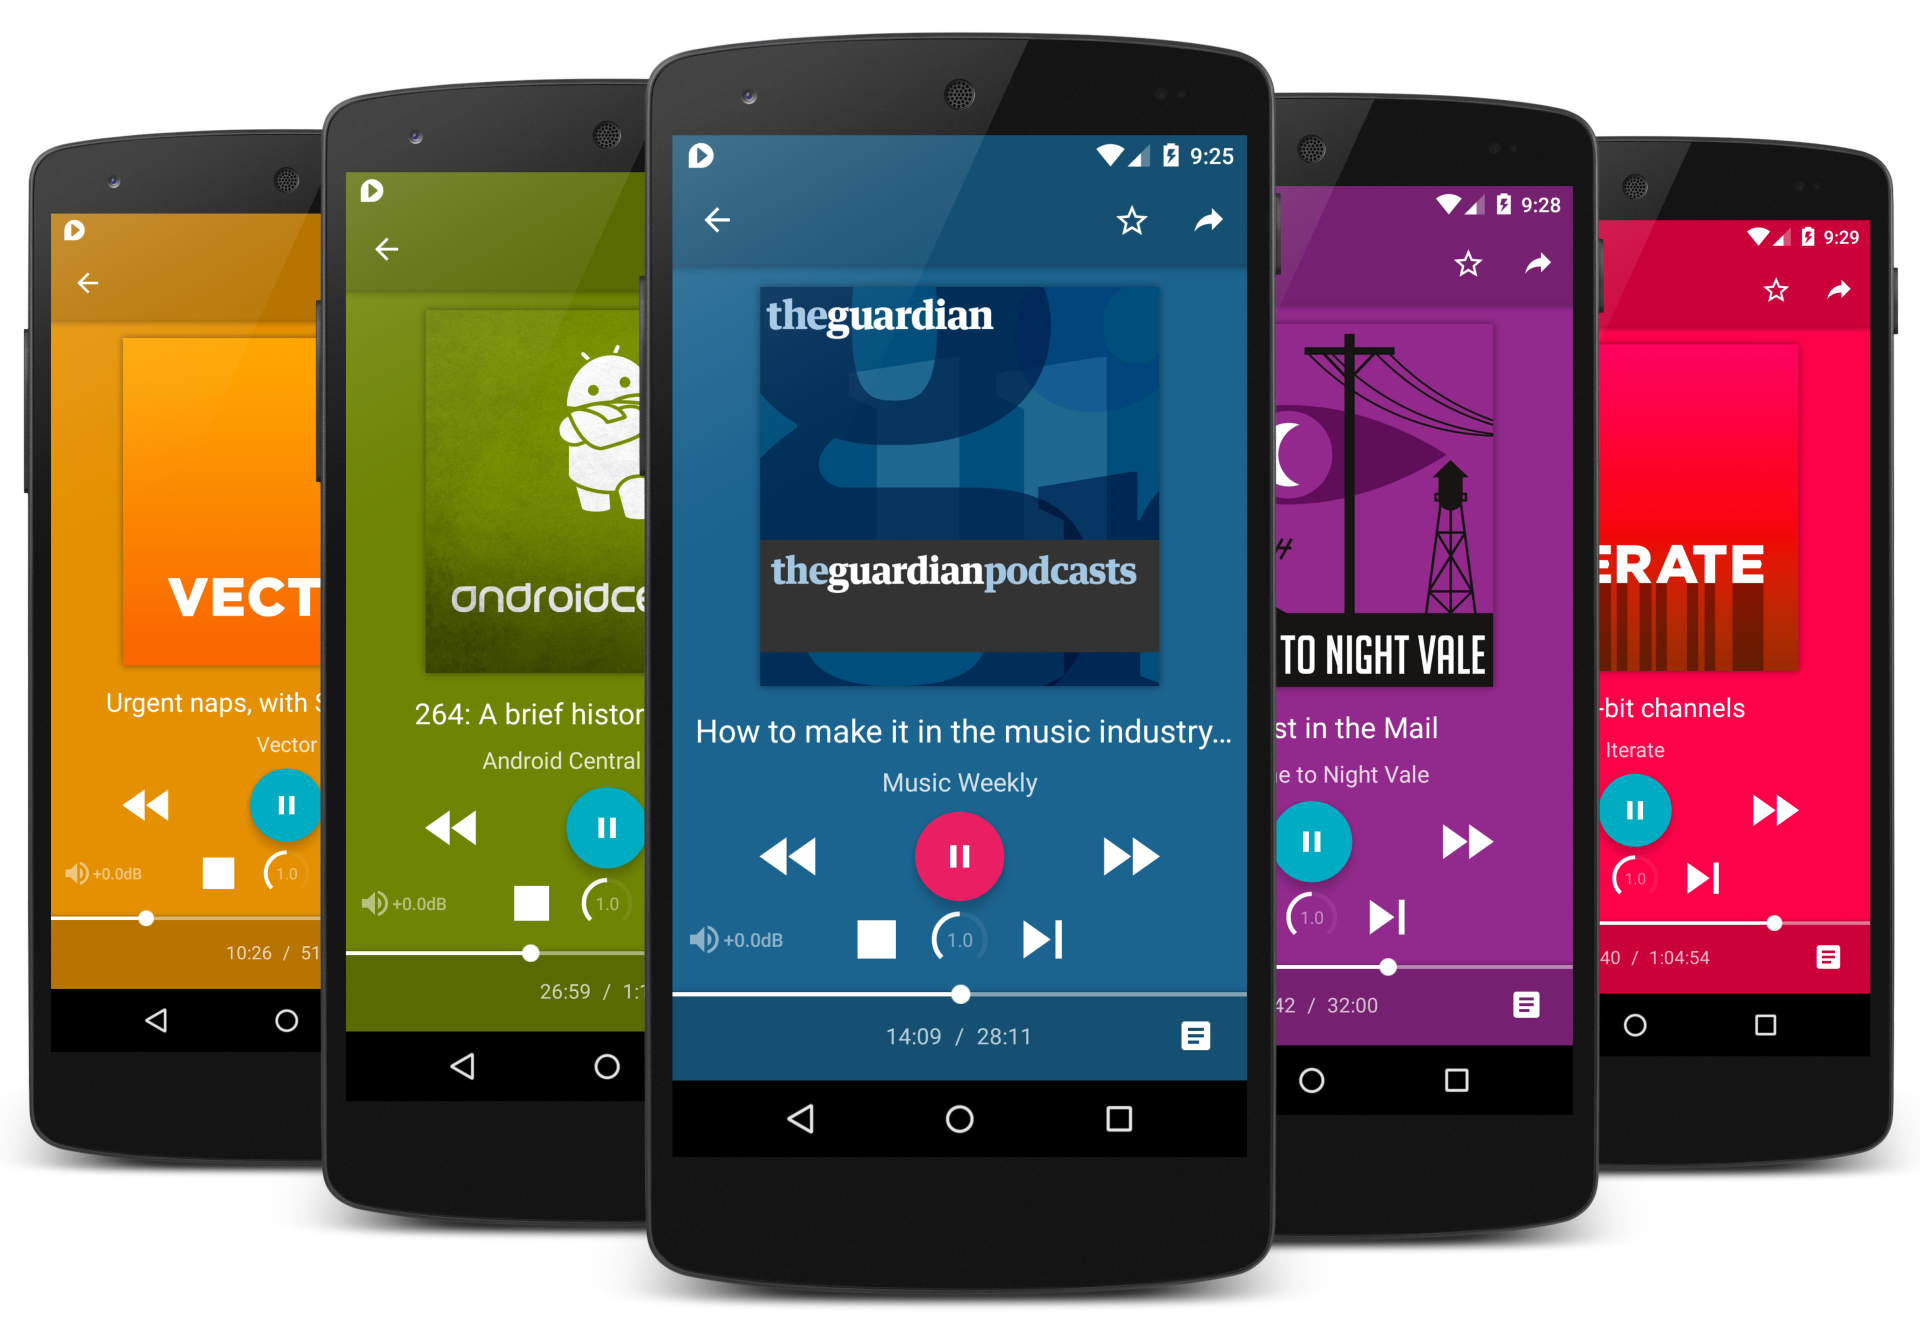 VECT
Urgent naps, with S
Vector
+0.0dB
1.0
10:26 / 51
androidce
264: A brief histor
Android Central
+0.0dB
1.0
26:59 / 1:1
9:25
theguardian
theguardianpodcasts
How to make it in the music industry...
Music Weekly
+0.0dB
1.0
14:09 / 28:11
9:28
TO NIGHT VALE
st in the Mail
e to Night Vale
1.0
42 / 32:00
9:29
ERATE
-bit channels
Iterate
1.0
40 / 1:04:54